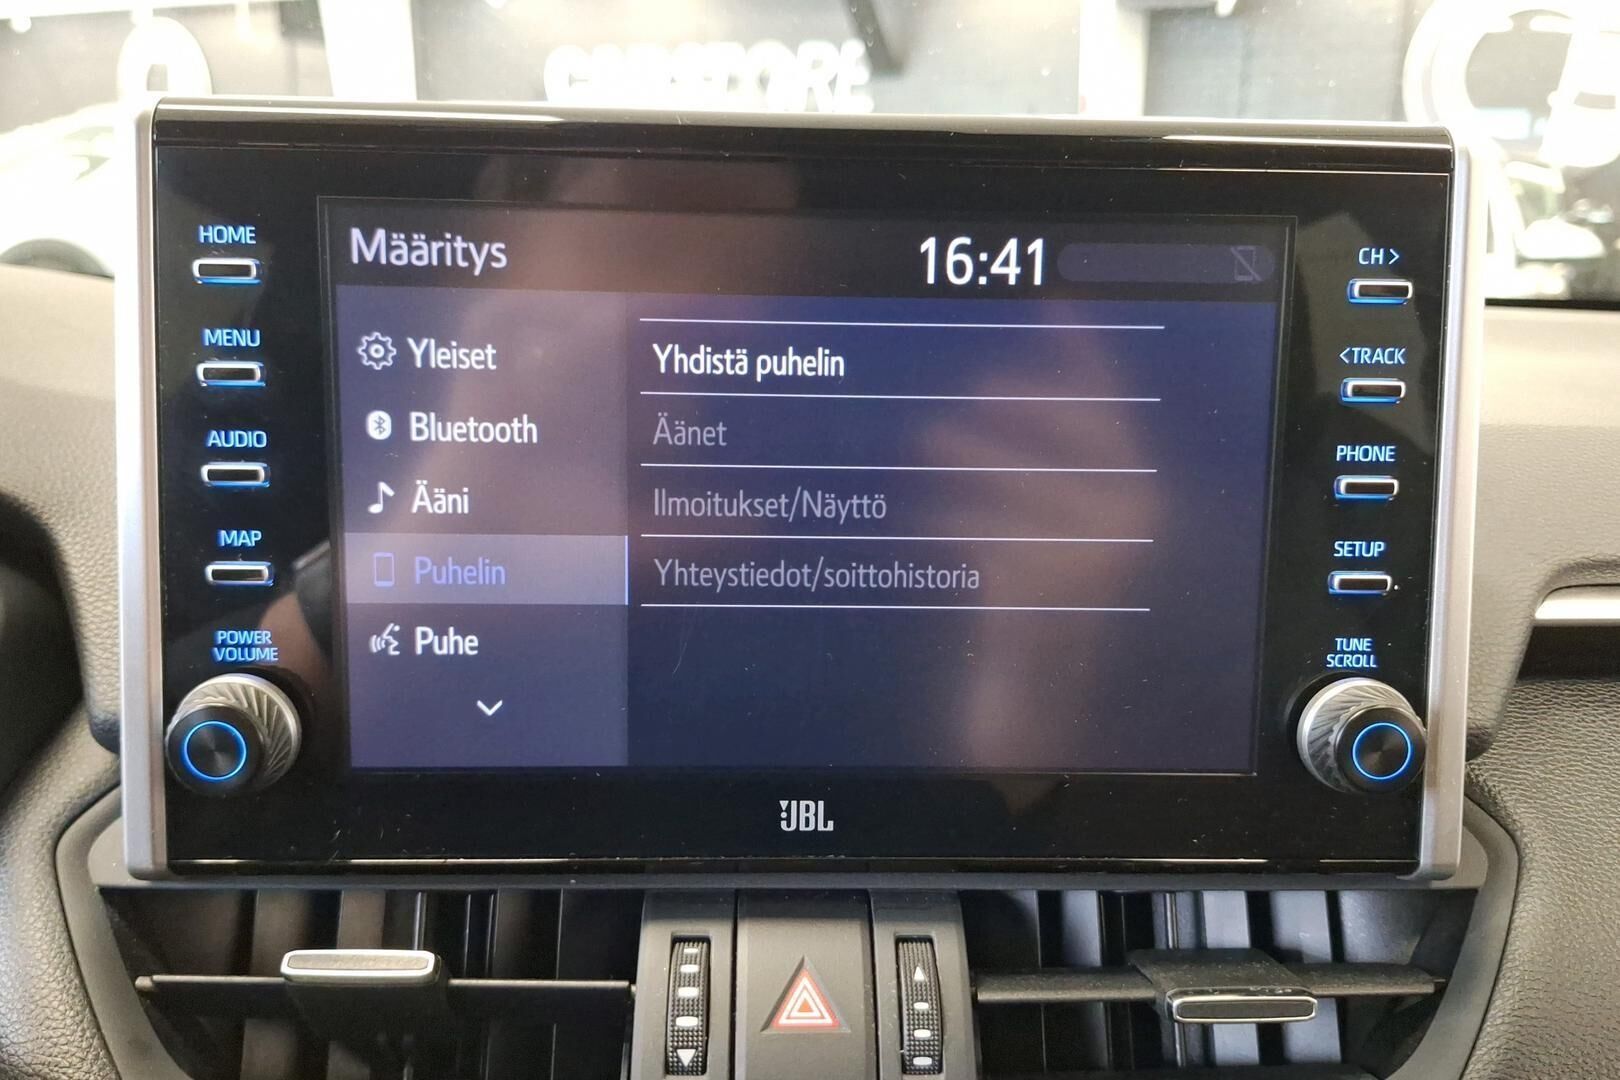 CARSTORE
HOME
MENU
AUDIO
MAP
POWER
VOLUME
Määritys
16:41
Yleiset
Bluetooth
Ääni
Puhelin
Puhe
Yhdistä puhelin
Äänet
Ilmoitukset/Näyttö
Yhteystiedot/soittohistoria
CH >
<TRACK
PHONE
SETUP
TUNE
SCROLL
JBL